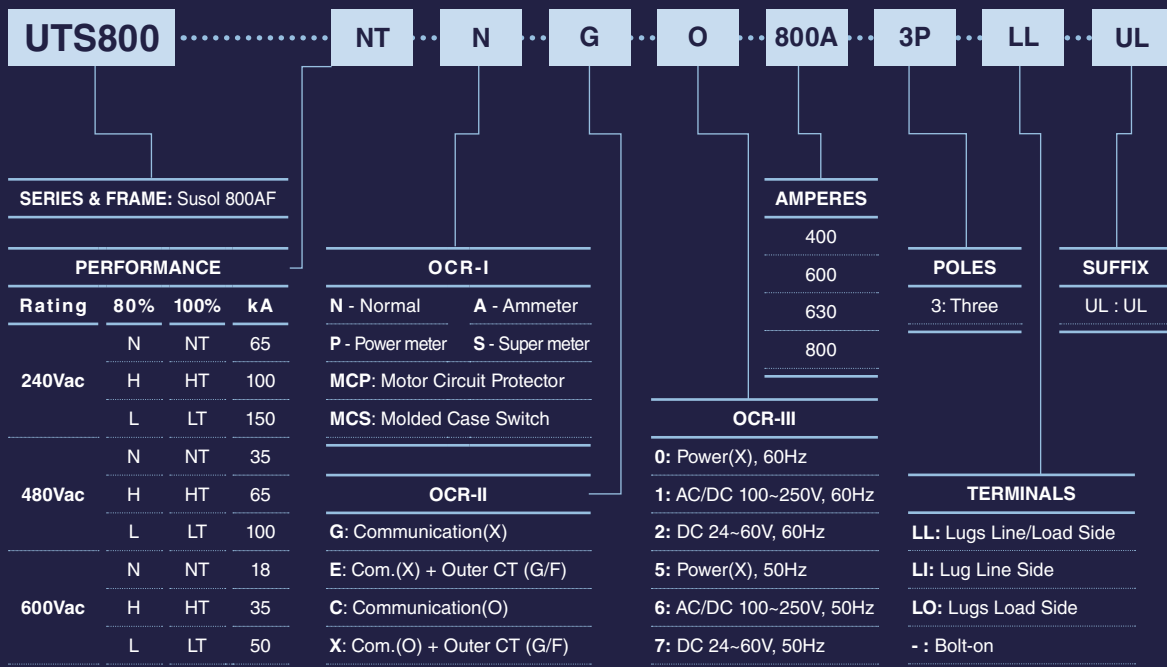 UTS800 NT N G O 800A 3P LL UL
SERIES & FRAME: Susol 800AF
PERFORMANCE
Rating 80% 100% kA
240Vac
N NT 65
H HT 100
L LT 150
480Vac
N NT 35
H HT 65
L LT 100
600Vac
N NT 18
H HT 35
L LT 50
OCR-I
N - Normal A - Ammeter
P - Power meter S - Super meter
MCP: Motor Circuit Protector
MCS: Molded Case Switch
OCR-II
G: Communication(X)
E: Com.(X) + Outer CT (G/F)
C: Communication(O)
X: Com.(O) + Outer CT (G/F)
OCR-III
0: Power(X), 60Hz
1: AC/DC 100~250V, 60Hz
2: DC 24~60V, 60Hz
5: Power(X), 50Hz
6: AC/DC 100~250V, 50Hz
7: DC 24~60V, 50Hz
AMPERES
400
600
630
800
POLES
3: Three
TERMINALS
LL: Lugs Line/Load Side
LI: Lug Line Side
LO: Lugs Load Side
- : Bolt-on
SUFFIX
UL : UL